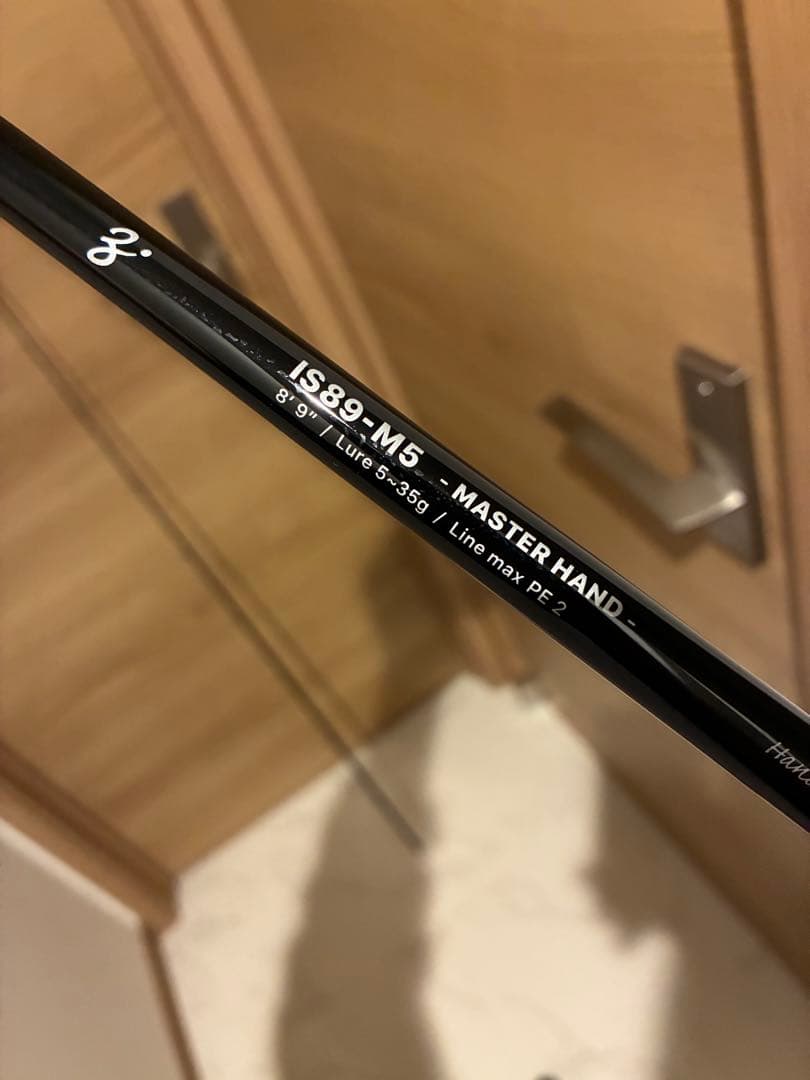 IS89-M5 - MASTER HAND -
8' 9" / Lure 5~35g / Line max PE 2